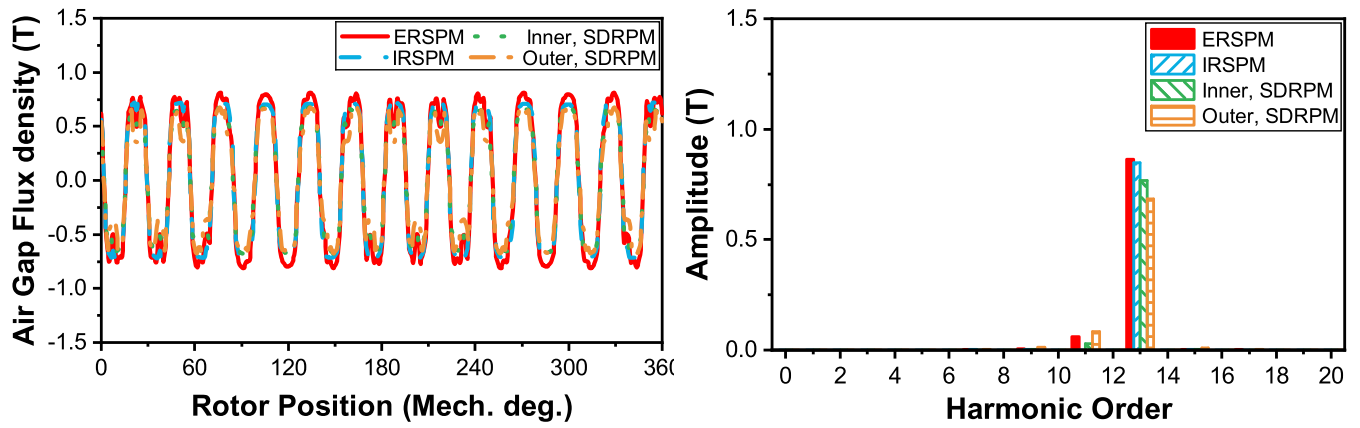 Air Gap Flux density (T)
1.5
1.0
0.5
0.0
-0.5
-1.0
-1.5
ERSPM
Inner, SDRPM
IRSPM
Outer, SDRPM
0 60 120 180 240 300 360
Rotor Position (Mech. deg.)
Amplitude (T)
1.5
1.0
0.5
0.0
ERSPM
IRSPM
Inner, SDRPM
Outer, SDRPM
0 2 4 6 8 10 12 14 16 18 20
Harmonic Order